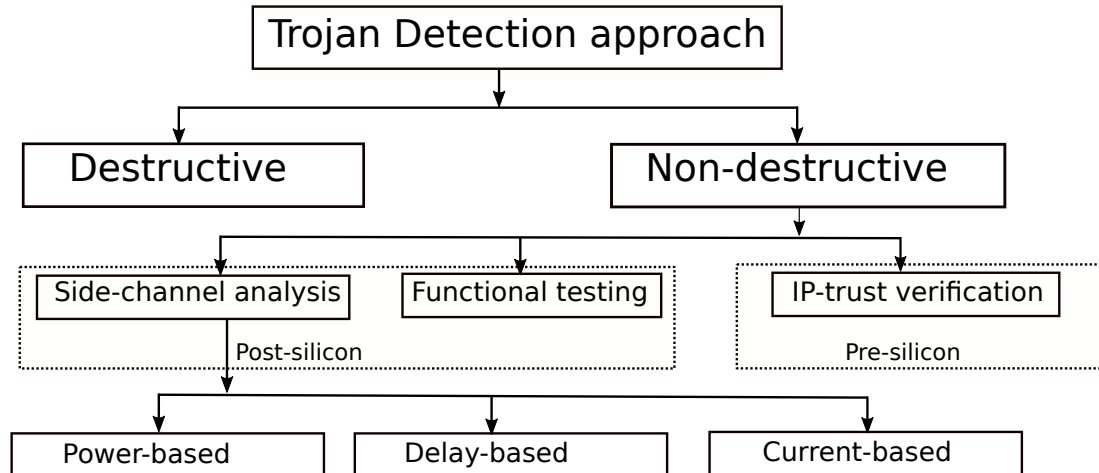 Trojan Detection approach
Destructive
Non-destructive
Side-channel analysis
Functional testing
IP-trust verification
Post-silicon
Pre-silicon
Power-based
Delay-based
Current-based